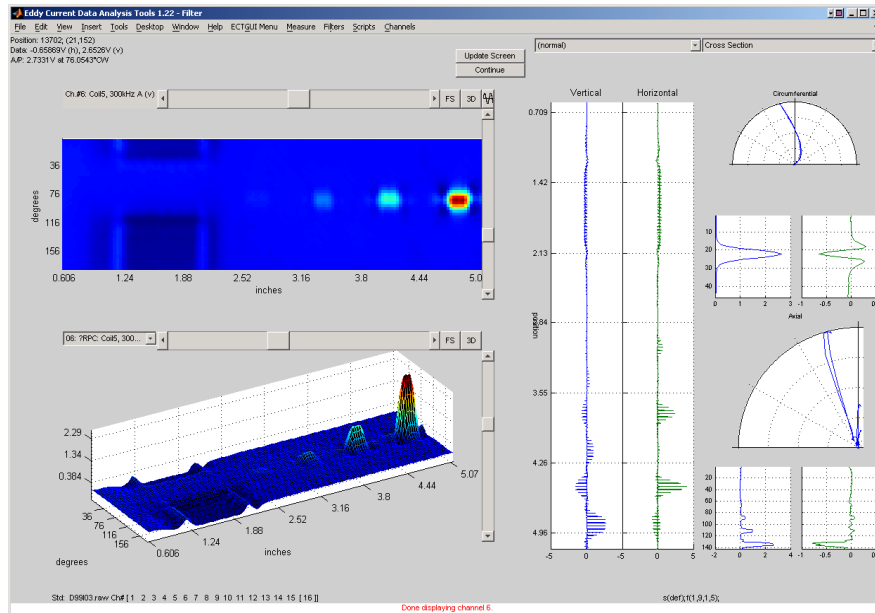 Eddy Current Data Analysis Tools 1.22 - Filter
File Edit View Insert Tools Desktop Window Help ECTGUI Menu Measure Filters Scripts Channels
Position: 13702; (21,152)
Data: -0.65869V (h), 2.6526V (v)
A/P: 2.7331V at 76.0543°CW
Update Screen
Continue
(normal)
Cross Section
Ch.#6: Coil5, 300kHz A (v)
FS 3D
36
76
116
156
degrees
0.606 1.24 1.88 2.52 3.16 3.8 4.44 5.0
inches
06: ?RPC: Coil5, 300...
FS 3D
2.29
1.34
0.384
36
76
116
156
degrees
0.606 1.24 1.88 2.52 3.16 3.8 4.44 5.07
inches
Vertical Horizontal
0.709
1.42
2.13
2.84
3.55
4.26
4.96
position
-5 0 5 -5 0 5
Circumferential
10
20
30
40
0 1 2 3 -1 -0.5 0 0.5
Axial
20
40
60
80
100
120
140
-2 0 2 4 -1 -0.5 0 0.5
Std: D99I03.raw Ch# [ 1 2 3 4 5 6 7 8 9 10 11 12 13 14 15 [ 16 ]]
s(def);f(1,9,1,5);
Done displaying channel 6.